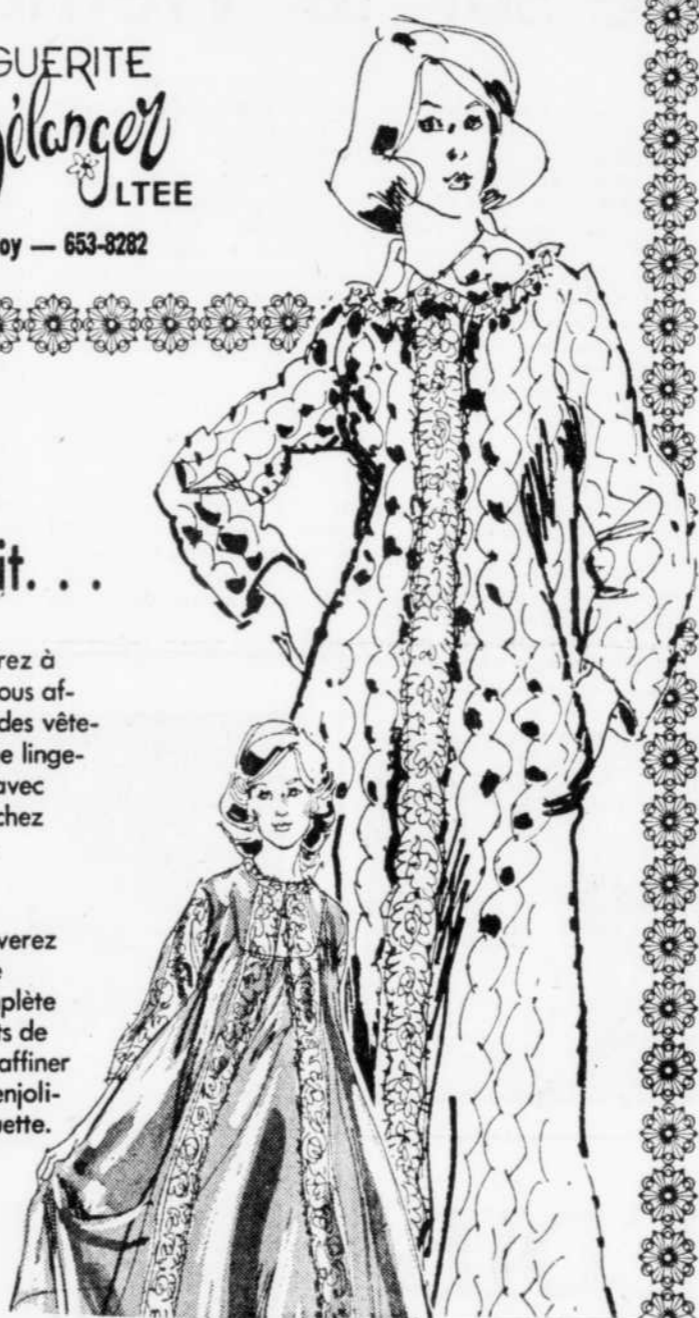 GUERITE
élanger
LTEE
oy — 653-8282
it. . .
rez à
ous af-
des vête-
e linge-
avec
chez
verez
e
plète
ts de
affiner
enjoli-
uette.